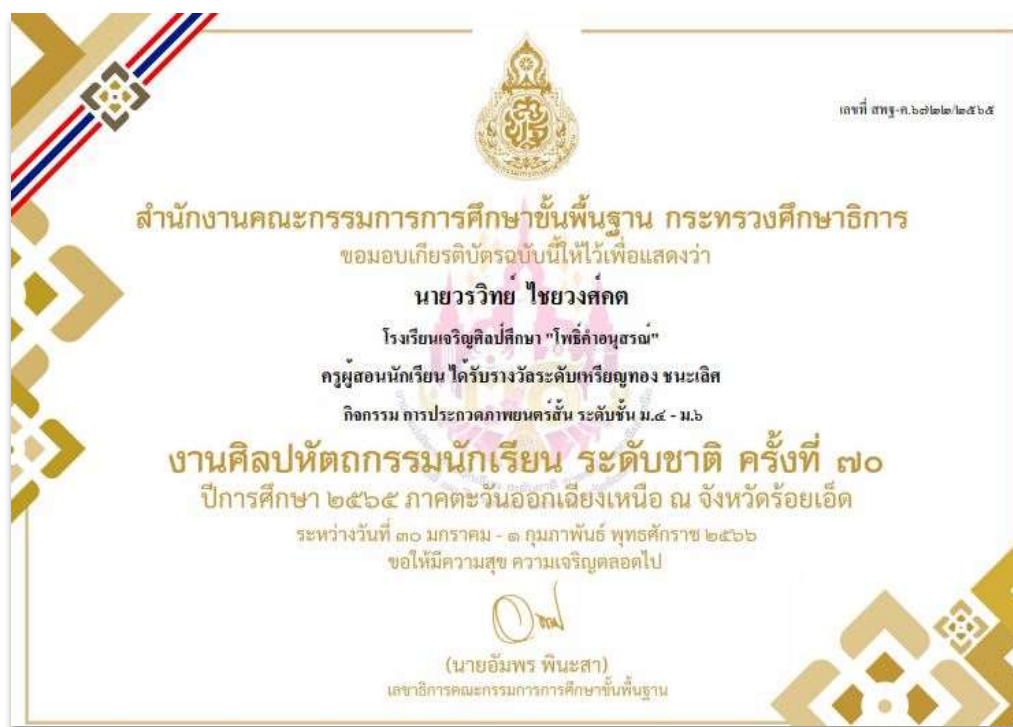 เลขที่ สพฐ-ค.๖๗๒๒/๒๕๖๕
สำนักงานคณะกรรมการการศึกษาขั้นพื้นฐาน กระทรวงศึกษาธิการ
ขอมอบเกียรติบัตรฉบับนี้ให้ไว้เพื่อแสดงว่า
นายวรวิทย์ ไชยวงศ์คต
โรงเรียนเจริญศิลป์ศึกษา "โพธิ์คำอนุสรณ์"
ครูผู้สอนนักเรียน ได้รับรางวัลระดับเหรียญทอง ชนะเลิศ
กิจกรรม การประกวดภาพยนตร์สั้น ระดับชั้น ม.๔ - ม.๖
งานศิลปหัตถกรรมนักเรียน ระดับชาติ ครั้งที่ ๗๐
ปีการศึกษา ๒๕๖๕ ภาคตะวันออกเฉียงเหนือ ณ จังหวัดร้อยเอ็ด
ระหว่างวันที่ ๓๐ มกราคม - ๑ กุมภาพันธ์ พุทธศักราช ๒๕๖๖
ขอให้มีความสุข ความเจริญตลอดไป
(นายอัมพร พินะสา)
เลขาธิการคณะกรรมการการศึกษาขั้นพื้นฐาน